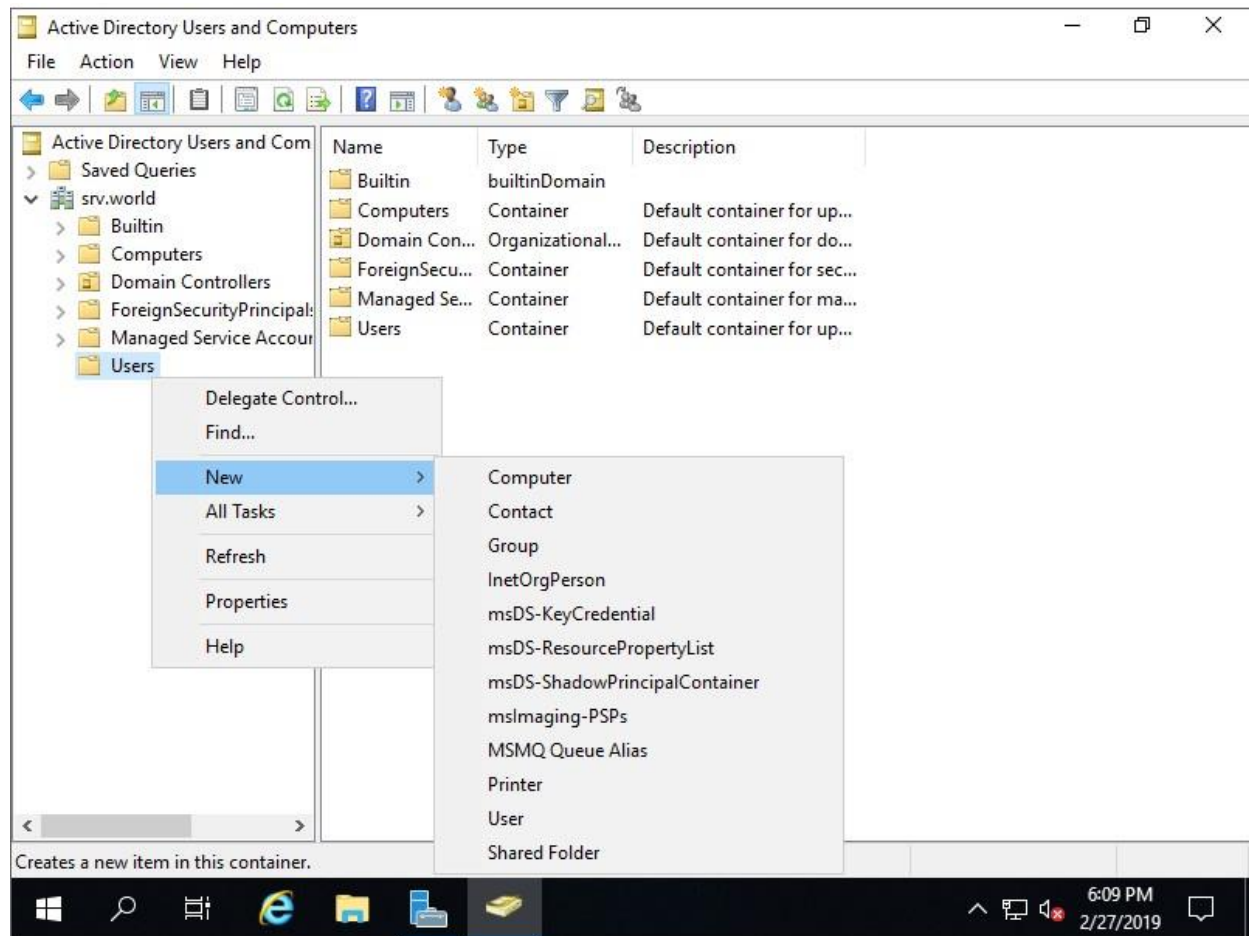 Active Directory Users and Computers
File Action View Help
Active Directory Users and Com
Saved Queries
srv.world
Builtin
Computers
Domain Controllers
ForeignSecurityPrincipals
Managed Service Accour
Users
Name Type Description
Builtin builtinDomain
Computers Container Default container for up...
Domain Con... Organizational... Default container for do...
ForeignSecu... Container Default container for sec...
Managed Se... Container Default container for ma...
Users Container Default container for up...
Delegate Control...
Find...
New
All Tasks
Refresh
Properties
Help
Computer
Contact
Group
InetOrgPerson
msDS-KeyCredential
msDS-ResourcePropertyList
msDS-ShadowPrincipalContainer
msImaging-PSPs
MSMQ Queue Alias
Printer
User
Shared Folder
Creates a new item in this container.
6:09 PM
2/27/2019